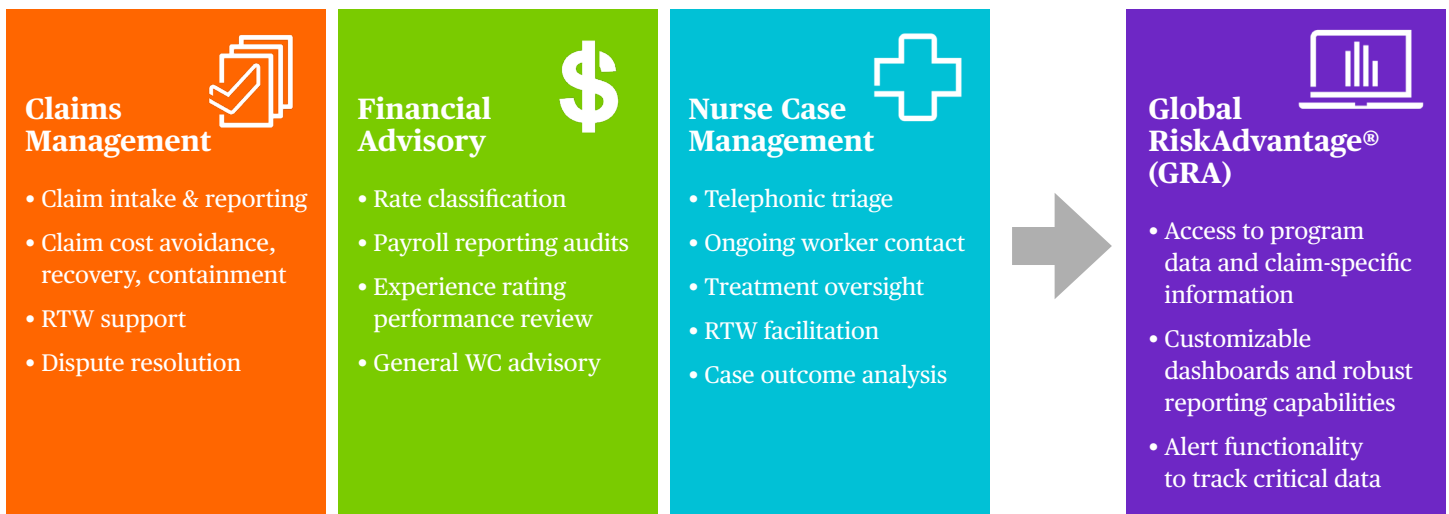 Claims
Management
• Claim intake & reporting
• Claim cost avoidance,
recovery, containment
• RTW support
• Dispute resolution
$
Financial
Advisory
• Rate classification
• Payroll reporting audits
• Experience rating
performance review
• General WC advisory
Nurse Case
Management
• Telephonic triage
• Ongoing worker contact
• Treatment oversight
• RTW facilitation
• Case outcome analysis
Global
RiskAdvantage®
(GRA)
• Access to program
data and claim-specific
information
• Customizable
dashboards and robust
reporting capabilities
• Alert functionality
to track critical data